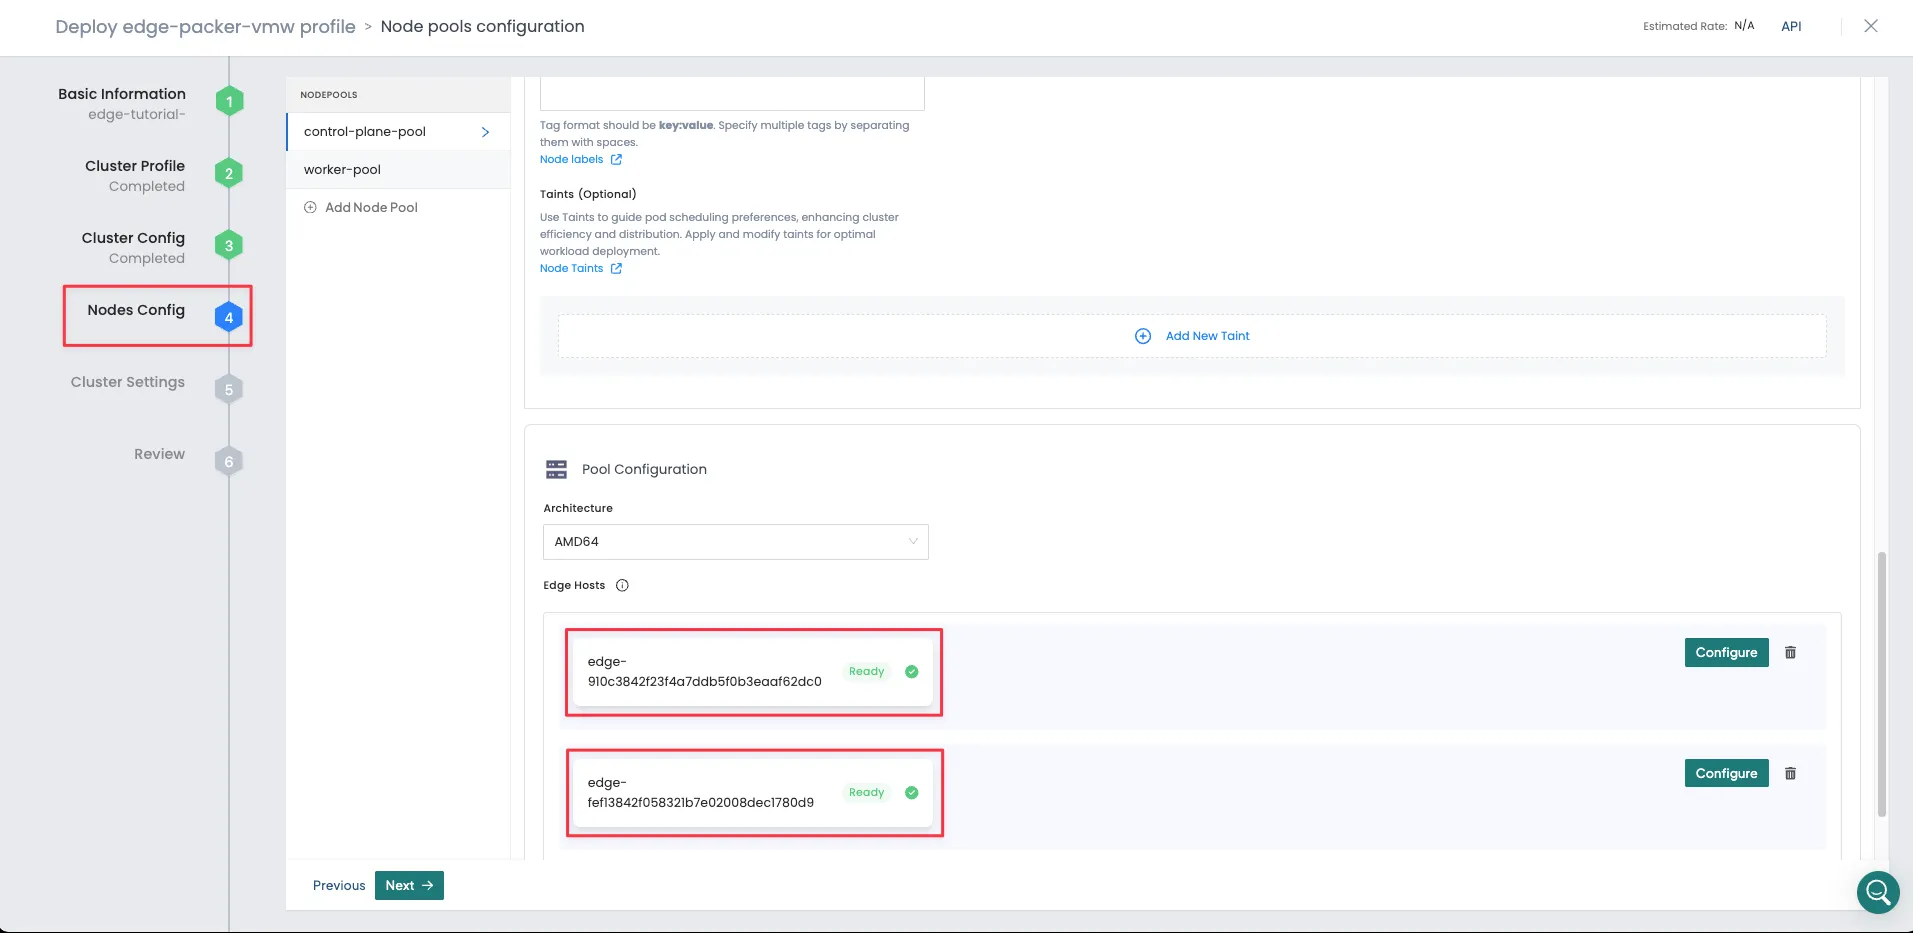 Deploy edge-packer-vmw profile > Node pools configuration
Estimated Rate: N/A
API
Basic Information
edge-tutorial-
1
Cluster Profile
Completed
2
Cluster Config
Completed
3
Nodes Config
4
Cluster Settings
5
Review
6
NODEPOOLS
control-plane-pool
worker-pool
Add Node Pool
Tag format should be key:value. Specify multiple tags by separating
them with spaces.
Node labels
Taints (Optional)
Use Taints to guide pod scheduling preferences, enhancing cluster
efficiency and distribution. Apply and modify taints for optimal
workload deployment.
Node Taints
Add New Taint
Pool Configuration
Architecture
AMD64
Edge Hosts
edge-
910c3842f23f4a7ddb5f0b3eaaf62dc0
Ready
Configure
edge-
fef13842f058321b7e02008dec1780d9
Ready
Configure
Previous
Next